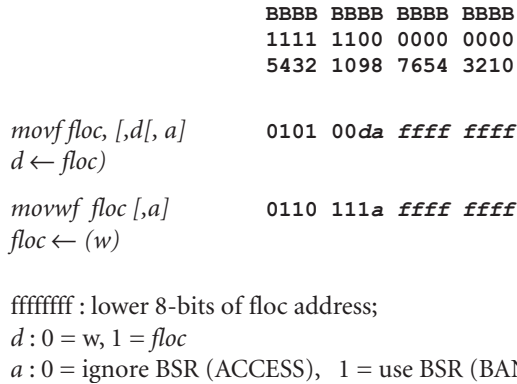 BBBB BBBB BBBB BBBB
1111 1100 0000 0000
5432 1098 7654 3210
movf floc, [,d[, a] 0101 00da ffff ffff
d ← floc)
movwf floc [,a] 0110 111a ffff ffff
floc ← (w)
ffffffff : lower 8-bits of floc address;
d : 0 = w, 1 = floc
a : 0 = ignore BSR (ACCESS), 1 = use BSR (BAN